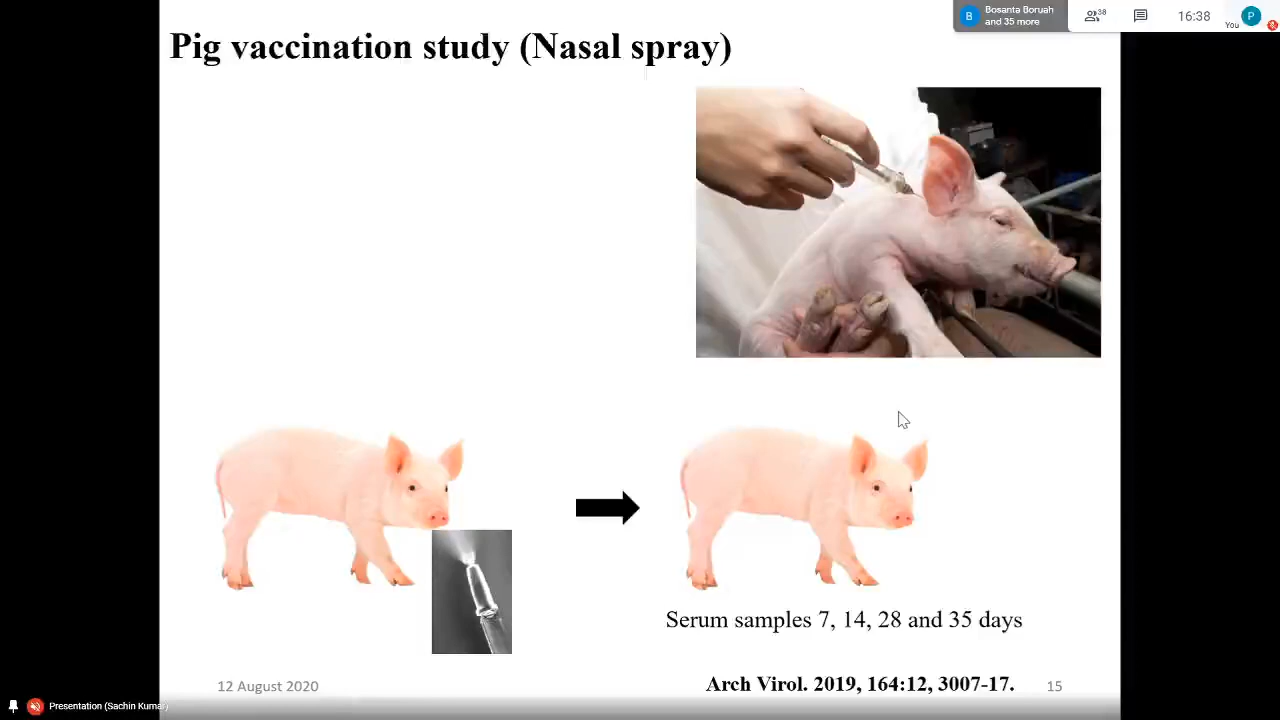 Bosanta Boruah
and 35 more
B
38
16:38
You
P
Pig vaccination study (Nasal spray)
Serum samples 7, 14, 28 and 35 days
12 August 2020
Arch Virol. 2019, 164:12, 3007-17.
15
Presentation (Sachin Kumar)